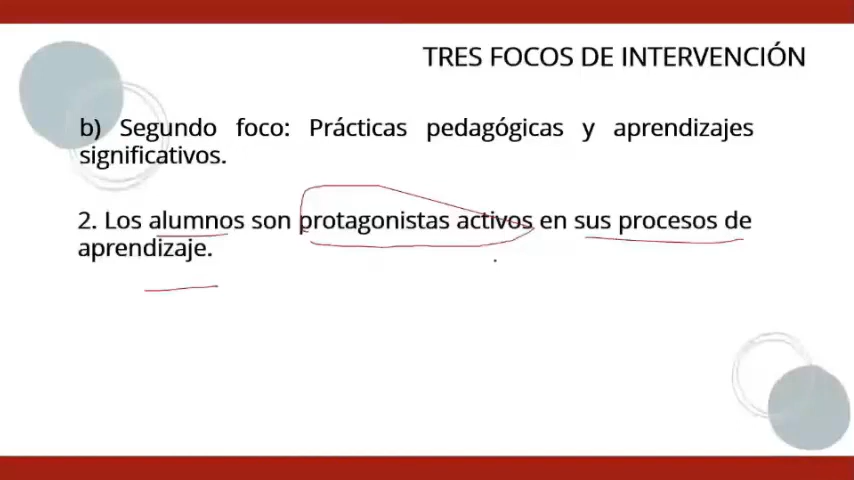 TRES FOCOS DE INTERVENCIÓN
b) Segundo foco: Prácticas pedagógicas y aprendizajes
significativos.
2. Los alumnos son protagonistas activos en sus procesos de
aprendizaje.